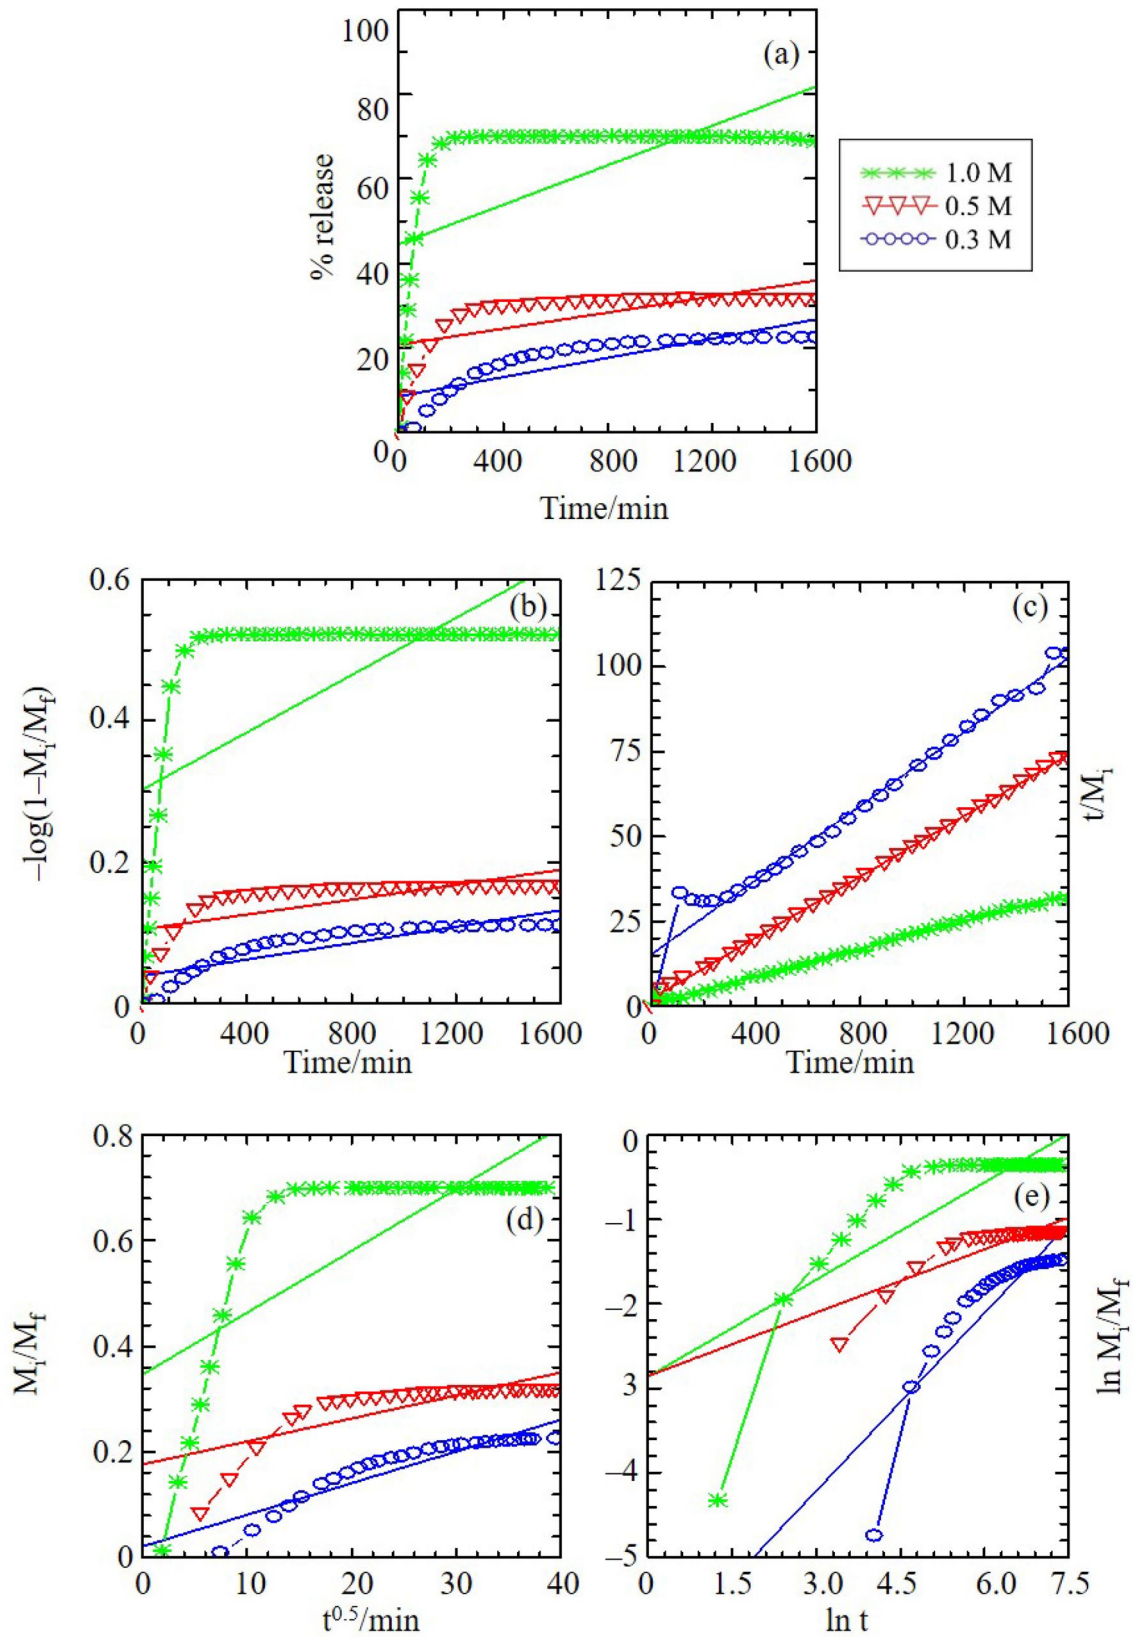 (a)
100
80
60
40
20
0
% release
0 400 800 1200 1600
Time/min
1.0 M
0.5 M
0.3 M
(b)
0.6
0.4
0.2
0
−log(1−Mi/Mf)
0 400 800 1200 1600
Time/min
(c)
125
100
75
50
25
0
t/Mi
0 400 800 1200 1600
Time/min
(d)
0.8
0.6
0.4
0.2
0
Mi/Mf
0 10 20 30 40
t0.5/min
(e)
0
−1
−2
−3
−4
−5
ln Mi/Mf
0 1.5 3.0 4.5 6.0 7.5
ln t